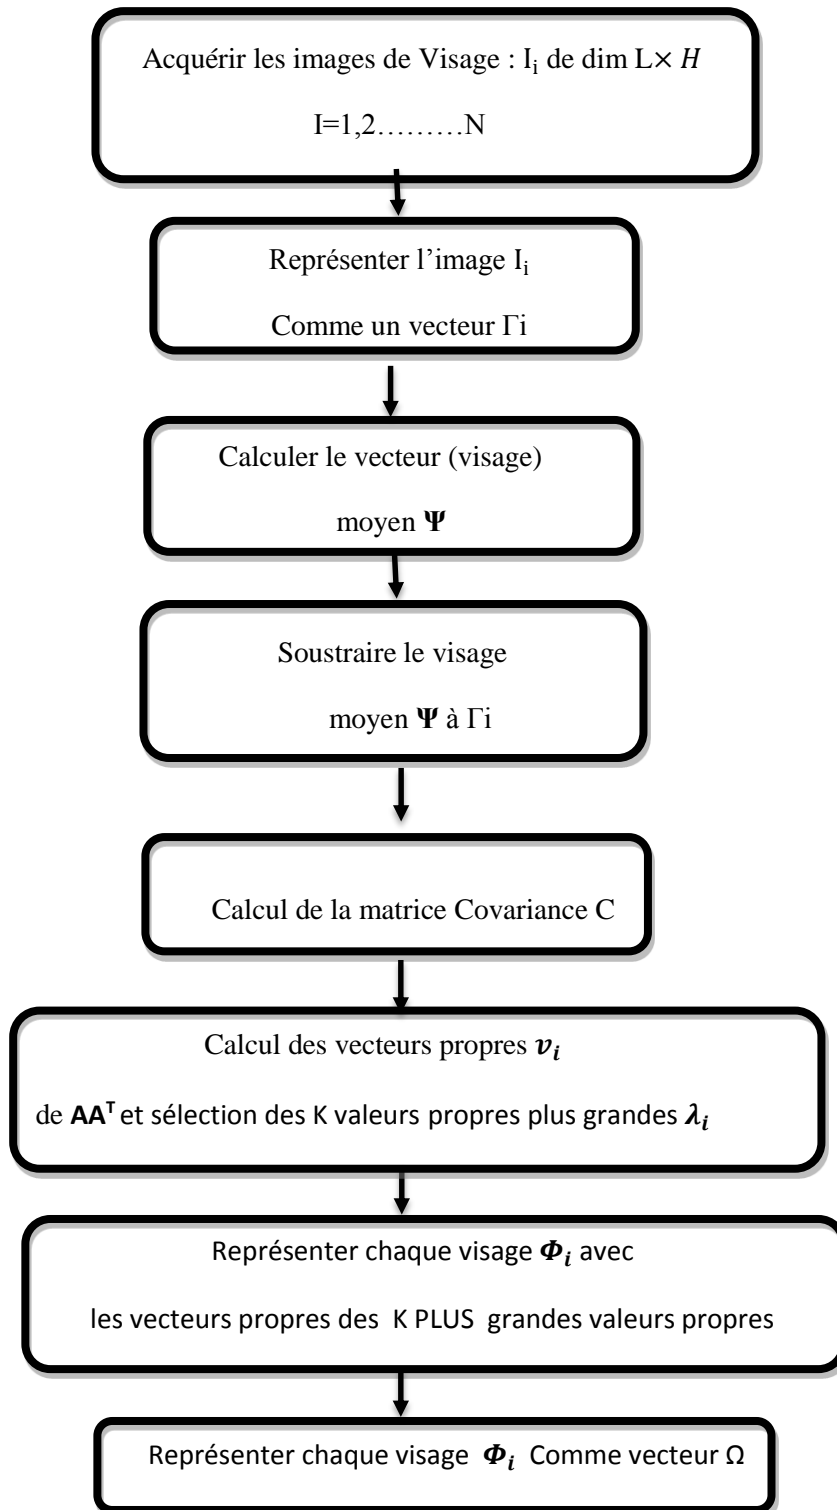 Acquérir les images de Visage : Iᵢ de dim L× H
I=1,2………N
Représenter l’image Iᵢ
Comme un vecteur Γi
Calculer le vecteur (visage)
moyen Ψ
Soustraire le visage
moyen Ψ à Γi
Calcul de la matrice Covariance C
Calcul des vecteurs propres vᵢ
de AAᵀ et sélection des K valeurs propres plus grandes λᵢ
Représenter chaque visage Φᵢ avec
les vecteurs propres des K PLUS grandes valeurs propres
Représenter chaque visage Φᵢ Comme vecteur Ω